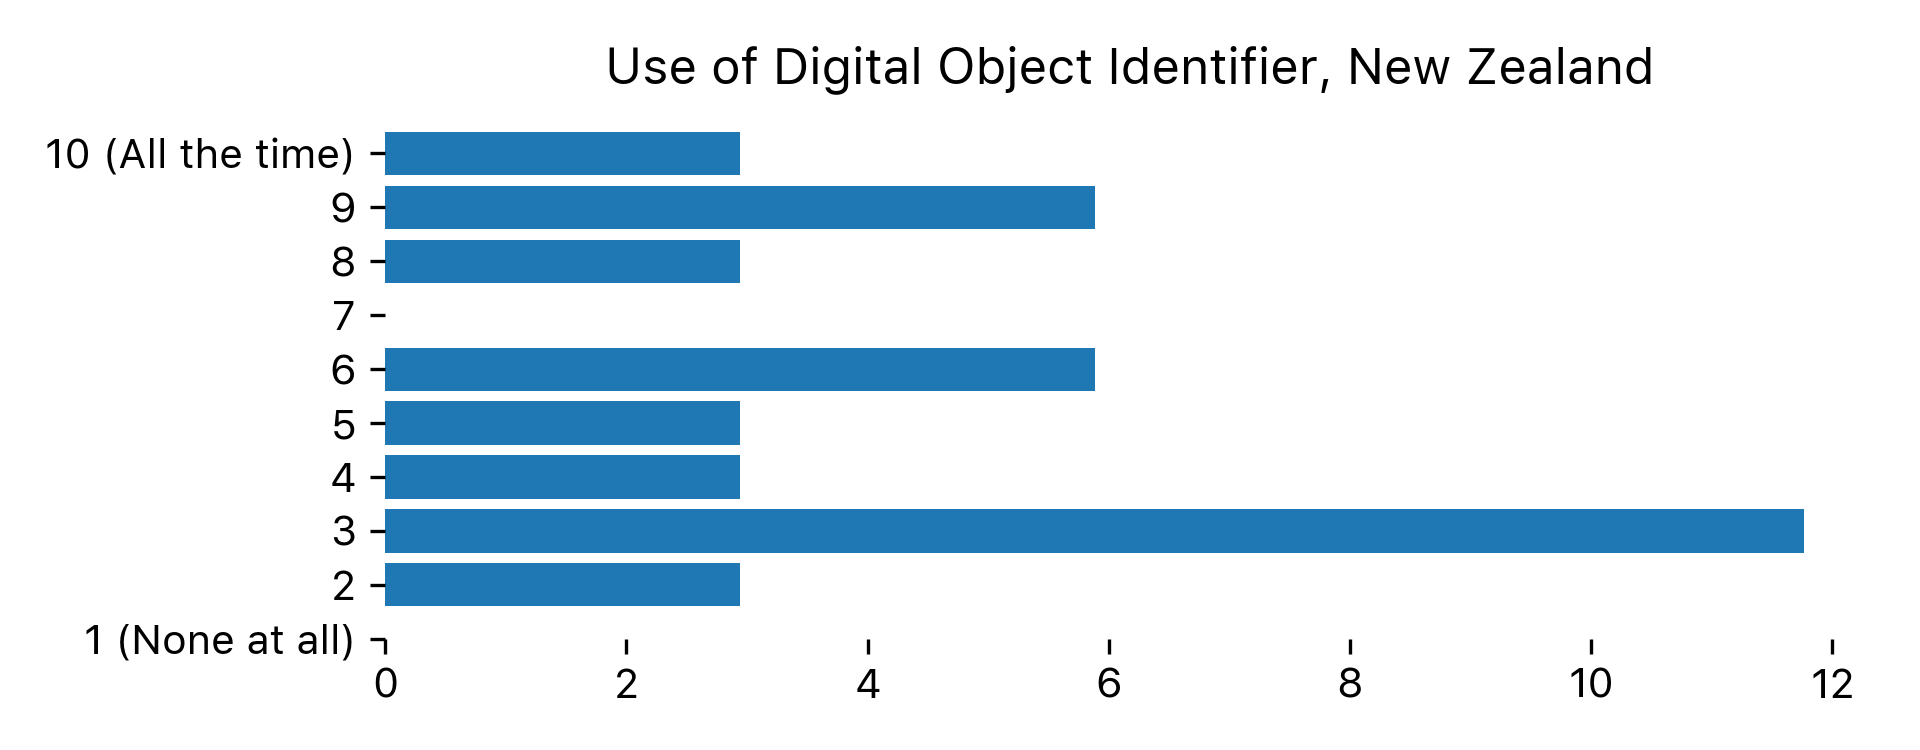 Use of Digital Object Identifier, New Zealand
10 (All the time)
9
8
7
6
5
4
3
2
1 (None at all)
0 2 4 6 8 10 12